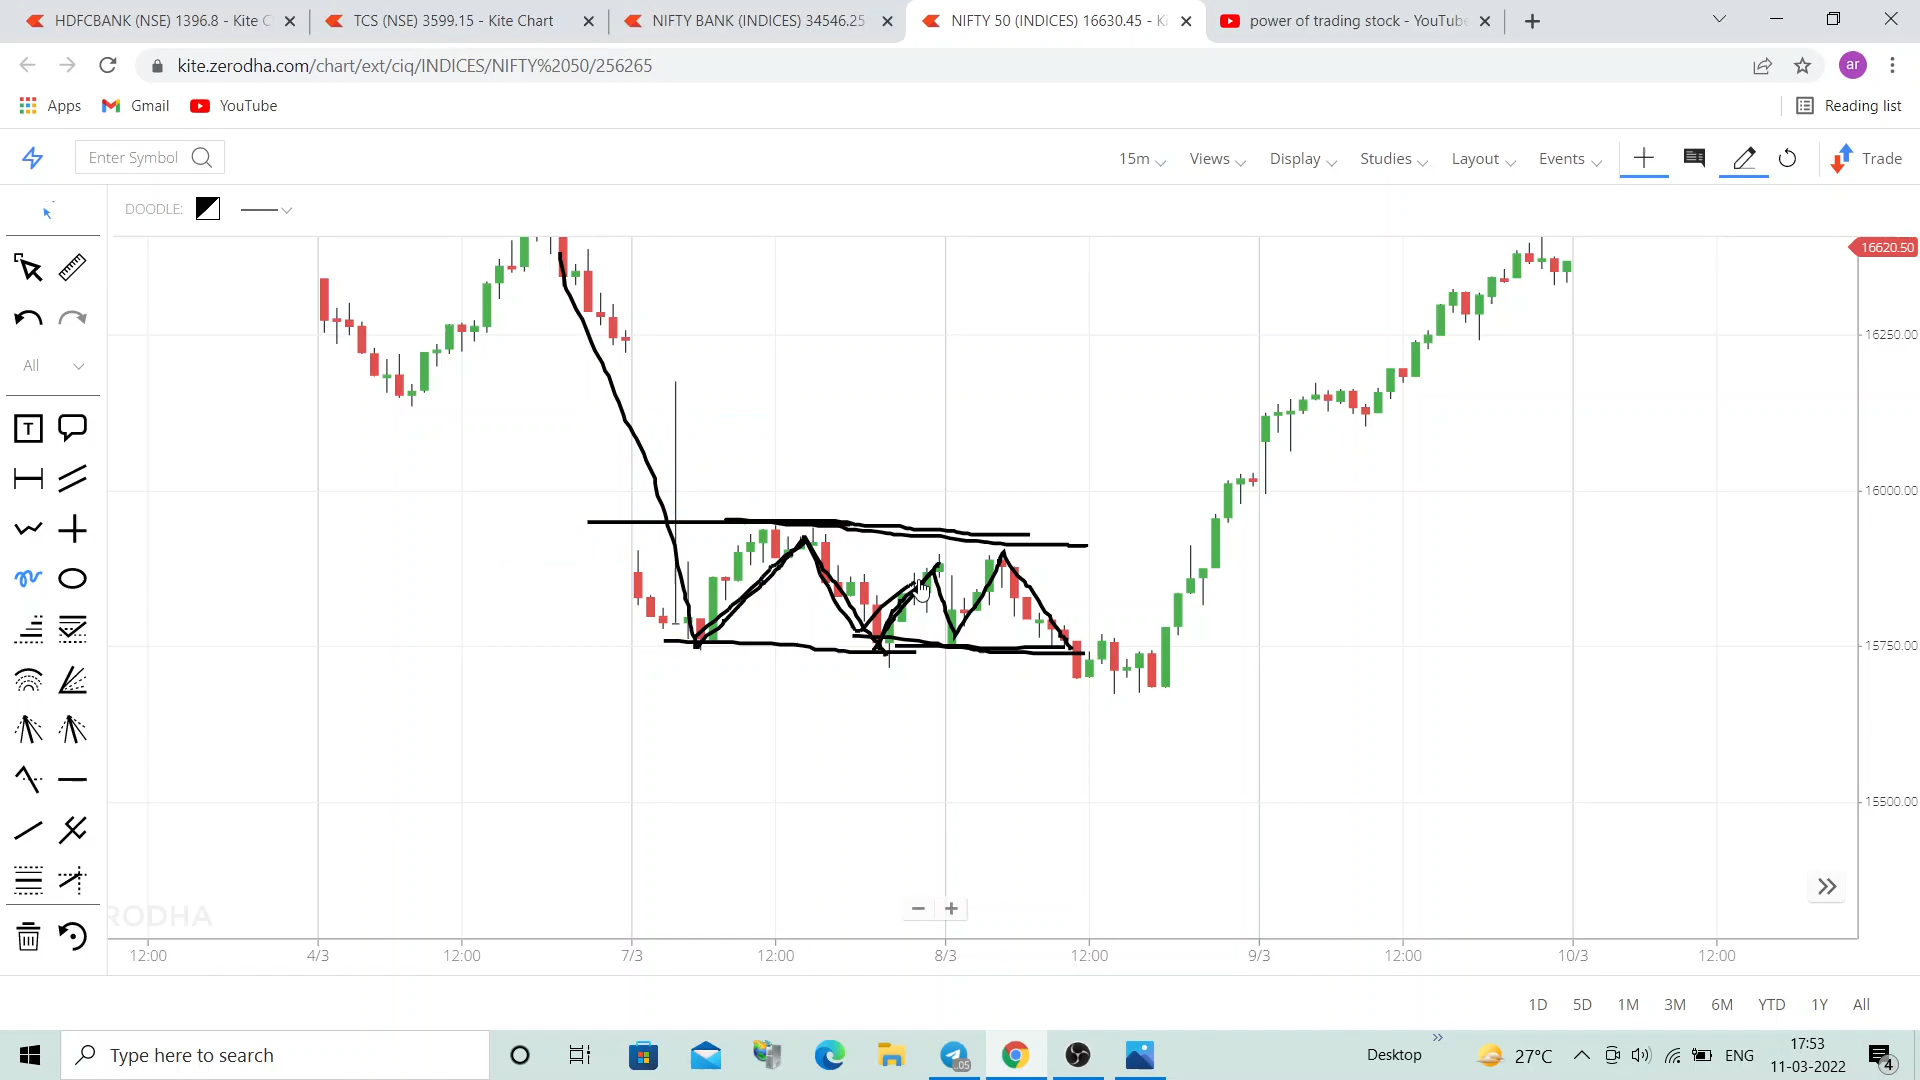 HDFCBANK (NSE) 1396.8 - Kite C
TCS (NSE) 3599.15 - Kite Chart
NIFTY BANK (INDICES) 34546.25
NIFTY 50 (INDICES) 16630.45 - Ki
power of trading stock - YouTube
kite.zerodha.com/chart/ext/ciq/INDICES/NIFTY%2050/256265
ar
Apps
Gmail
YouTube
Reading list
Enter Symbol
15m
Views
Display
Studies
Layout
Events
Trade
DOODLE:
16620.50
All
T
16250.00
16000.00
15750.00
15500.00
RODHA
12:00
4/3
12:00
7/3
12:00
8/3
12:00
9/3
12:00
10/3
12:00
1D
5D
1M
3M
6M
YTD
1Y
All
Type here to search
.05
Desktop
27°C
ENG
17:53
11-03-2022
4